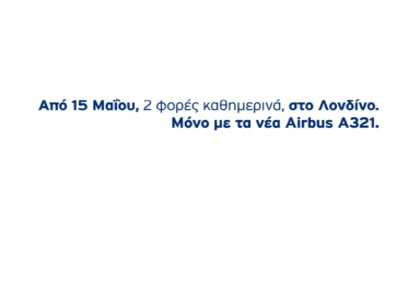 Από 15 Μαΐου, 2 φορές καθημερινά, στο Λονδίνο.
Μόνο με τα νέα Airbus A321.